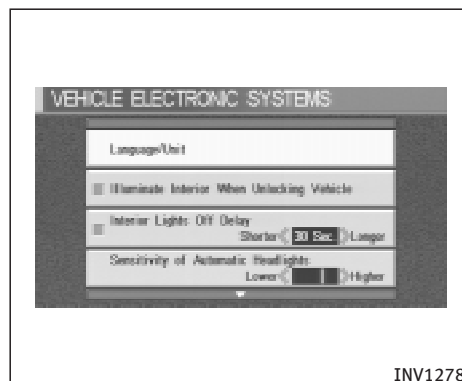 VEHICLE ELECTRONIC SYSTEMS
Language/Unit
Illuminate Interior When Unlocking Vehicle
Interior Lights Off Delay
Shorter 30 Sec Longer
Sensitivity of Automatic Headlights
Lower Higher
INV1278